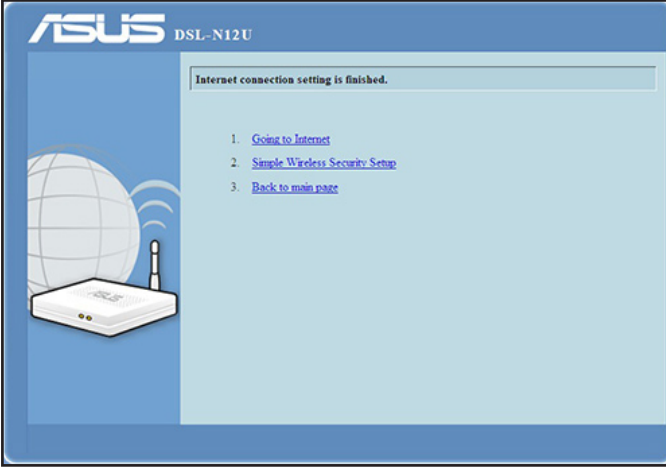 ASUS DSL-N12U
Internet connection setting is finished.
1. Going to Internet
2. Simple Wireless Security Setup
3. Back to main page
ASUS